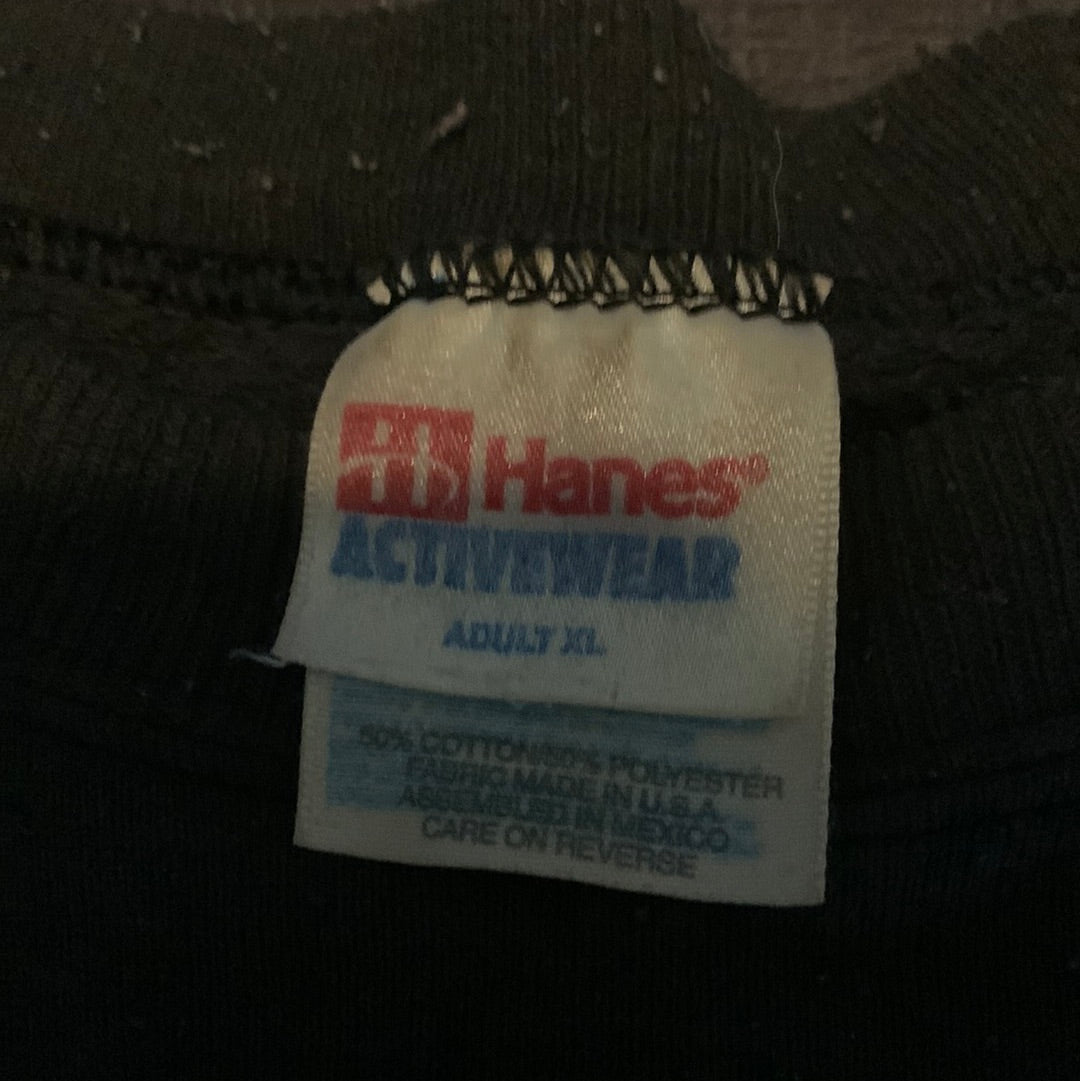 Hanes®
ACTIVEWEAR
ADULT XL
50% COTTON/50% POLYESTER
FABRIC MADE IN U.S.A.
ASSEMBLED IN MEXICO
CARE ON REVERSE